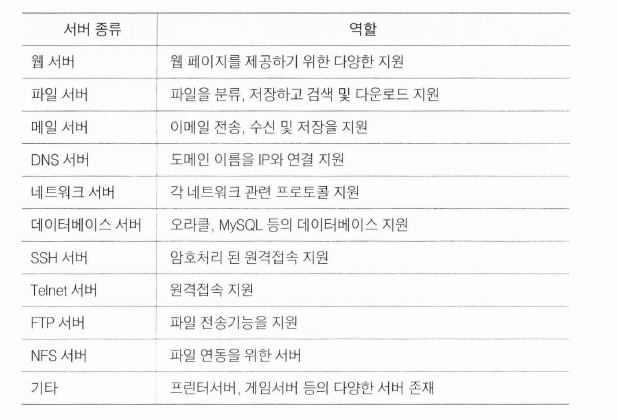 서버 종류 역할
웹 서버 웹 페이지를 제공하기 위한 다양한 지원
파일 서버 파일을 분류, 저장하고 검색 및 다운로드 지원
메일 서버 이메일 전송, 수신 및 저장을 지원
DNS 서버 도메인 이름을 IP와 연결 지원
네트워크 서버 각 네트워크 관련 프로토콜 지원
데이터베이스 서버 오라클, MySQL 등의 데이터베이스 지원
SSH 서버 암호처리 된 원격접속 지원
Telnet 서버 원격접속 지원
FTP 서버 파일 전송기능을 지원
NFS 서버 파일 연동을 위한 서버
기타 프린터서버, 게임서버 등의 다양한 서버 존재